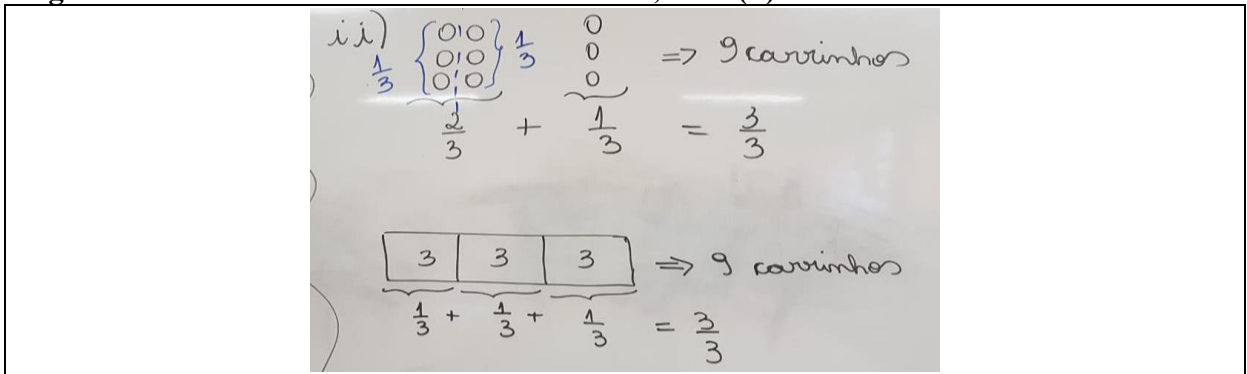 ii) 1/3 { 0|0 0|0 0|0 } 1/3 0 0 0 => 9 carrinhos
2/3 + 1/3 = 3/3
3 | 3 | 3 => 9 carrinhos
1/3 + 1/3 + 1/3 = 3/3